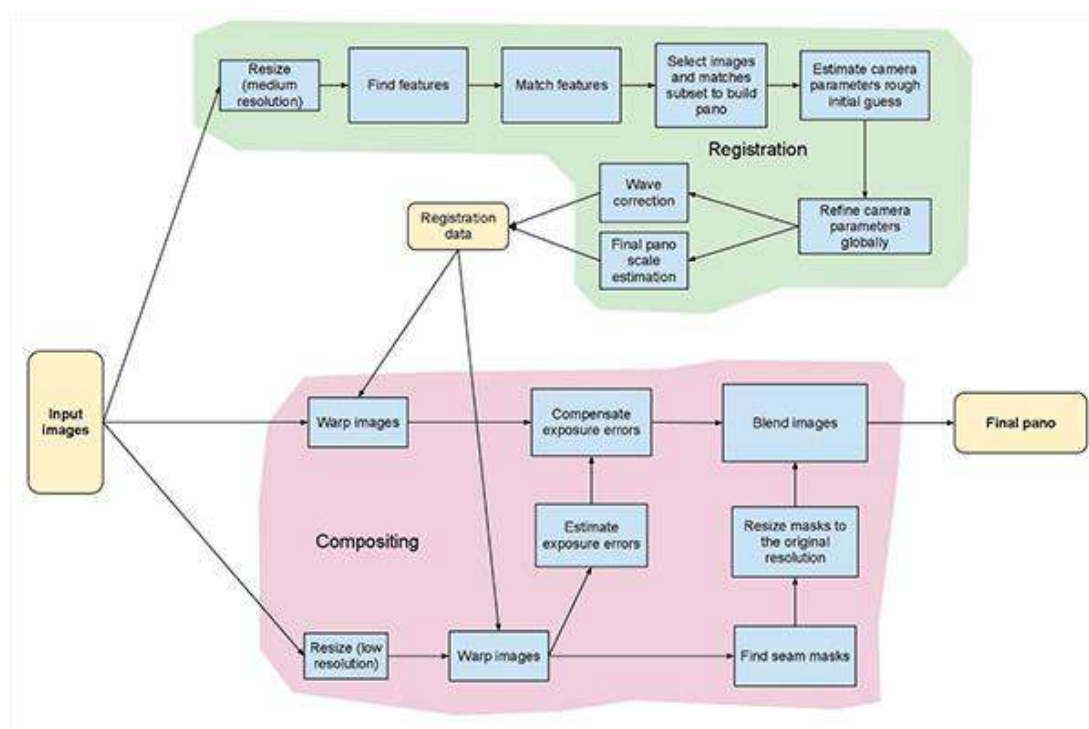 Resize
(medium
resolution)
Find features
Match features
Select images
and matches
subset to build
pano
Estimate camera
parameters rough
initial guess
Registration
Wave
correction
Refine camera
parameters
globally
Registration
data
Final pano
scale
estimation
Input
images
Warp images
Compensate
exposure errors
Blend images
Final pano
Estimate
exposure errors
Resize masks to
the original
resolution
Compositing
Resize (low
resolution)
Warp images
Find seam masks